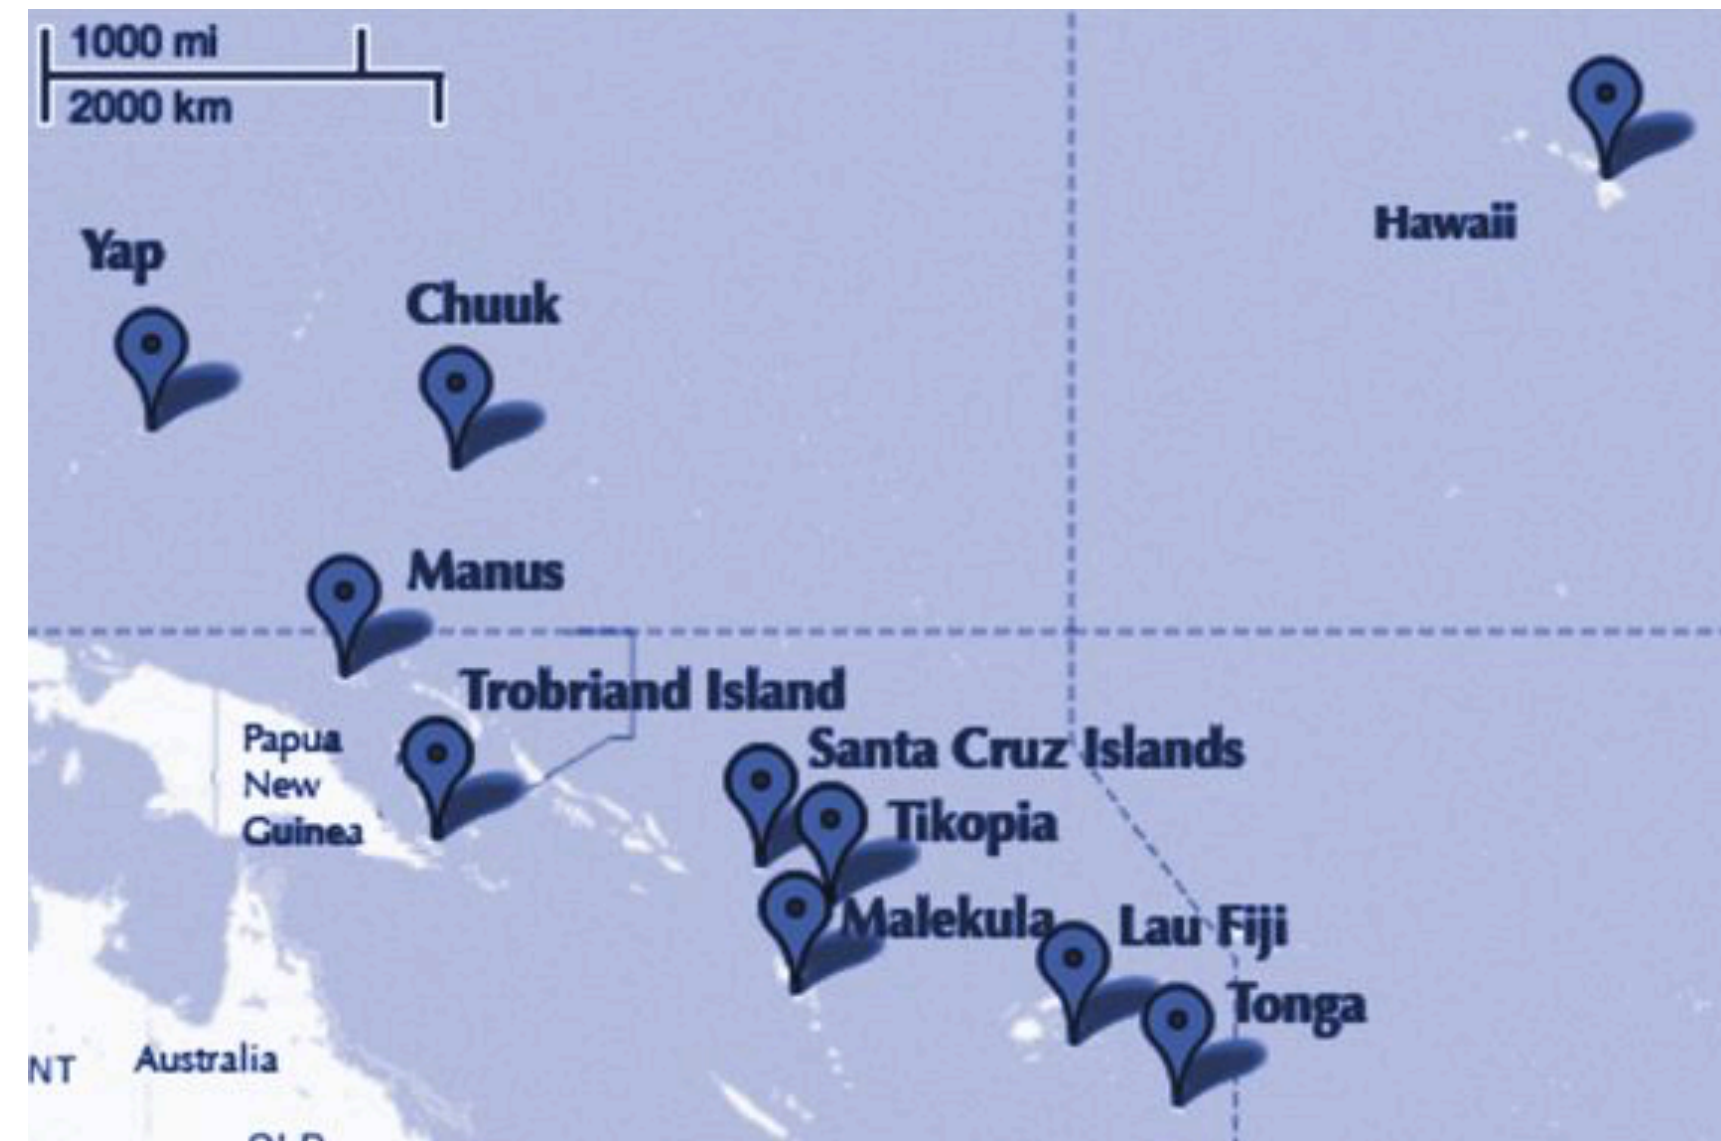 1000 mi
2000 km
Hawaii
Yap
Chuuk
Manus
Trobriand Island
Papua
New
Guinea
Santa Cruz Islands
Tikopia
Malekula
Lau Fiji
Tonga
NT
Australia